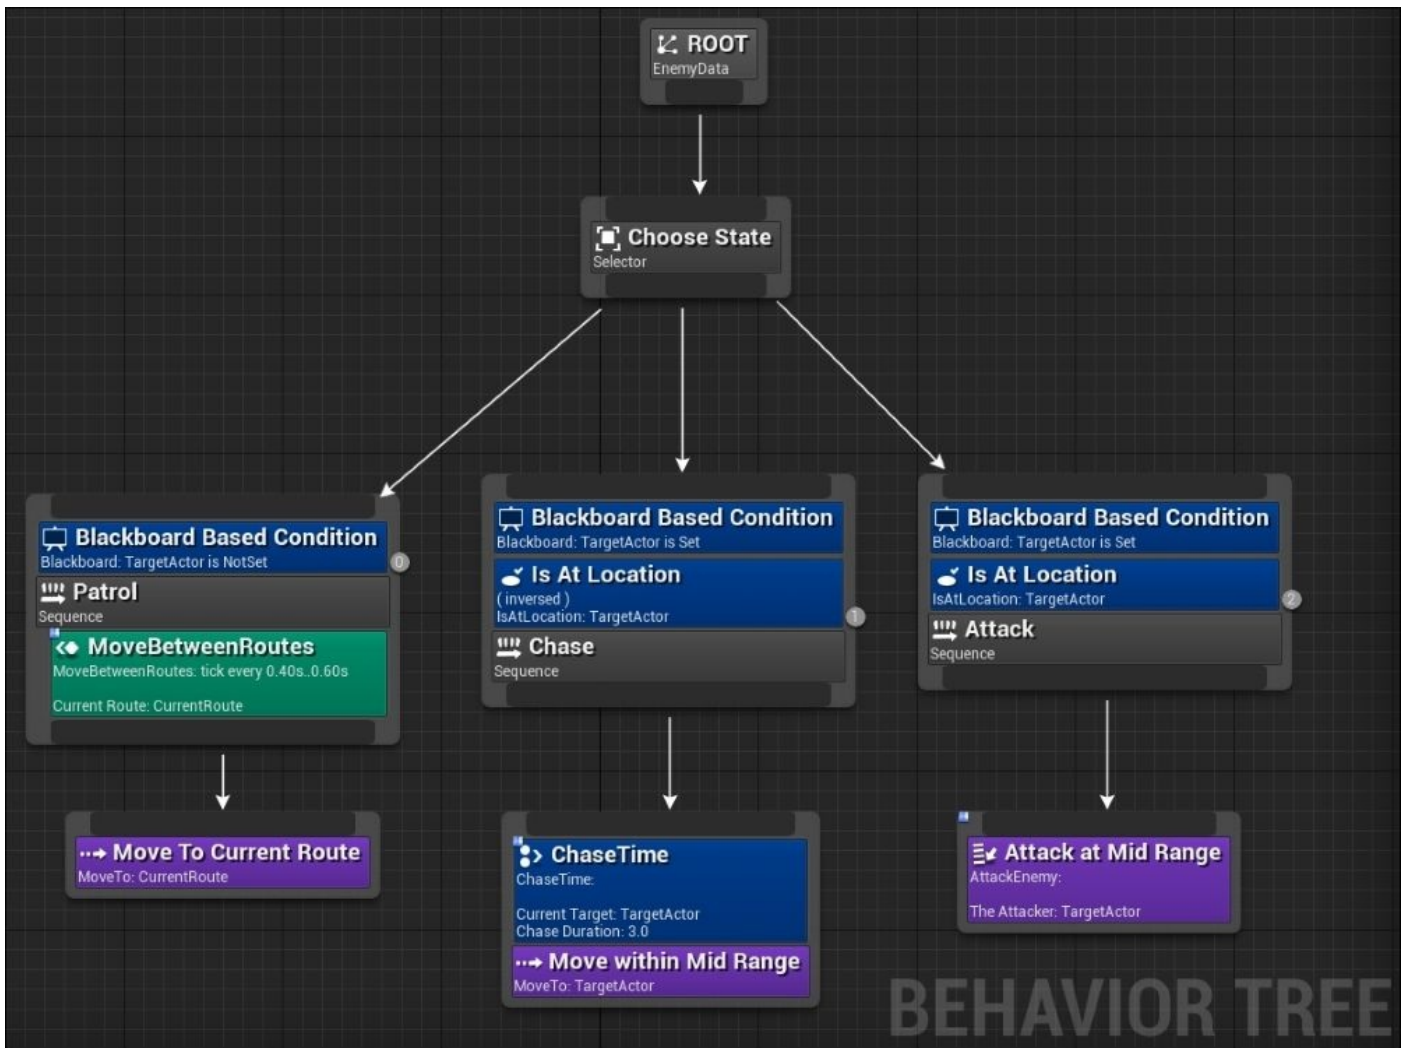 ROOT
EnemyData
Choose State
Selector
Blackboard Based Condition
Blackboard: TargetActor is NotSet
0
Patrol
Sequence
MoveBetweenRoutes
MoveBetweenRoutes: tick every 0.40s..0.60s
Current Route: CurrentRoute
Blackboard Based Condition
Blackboard: TargetActor is Set
Is At Location
( inversed )
IsAtLocation: TargetActor
1
Chase
Sequence
Blackboard Based Condition
Blackboard: TargetActor is Set
Is At Location
IsAtLocation: TargetActor
2
Attack
Sequence
Move To Current Route
MoveTo: CurrentRoute
ChaseTime
ChaseTime:
Current Target: TargetActor
Chase Duration: 3.0
Move within Mid Range
MoveTo: TargetActor
Attack at Mid Range
AttackEnemy:
The Attacker: TargetActor
BEHAVIOR TREE